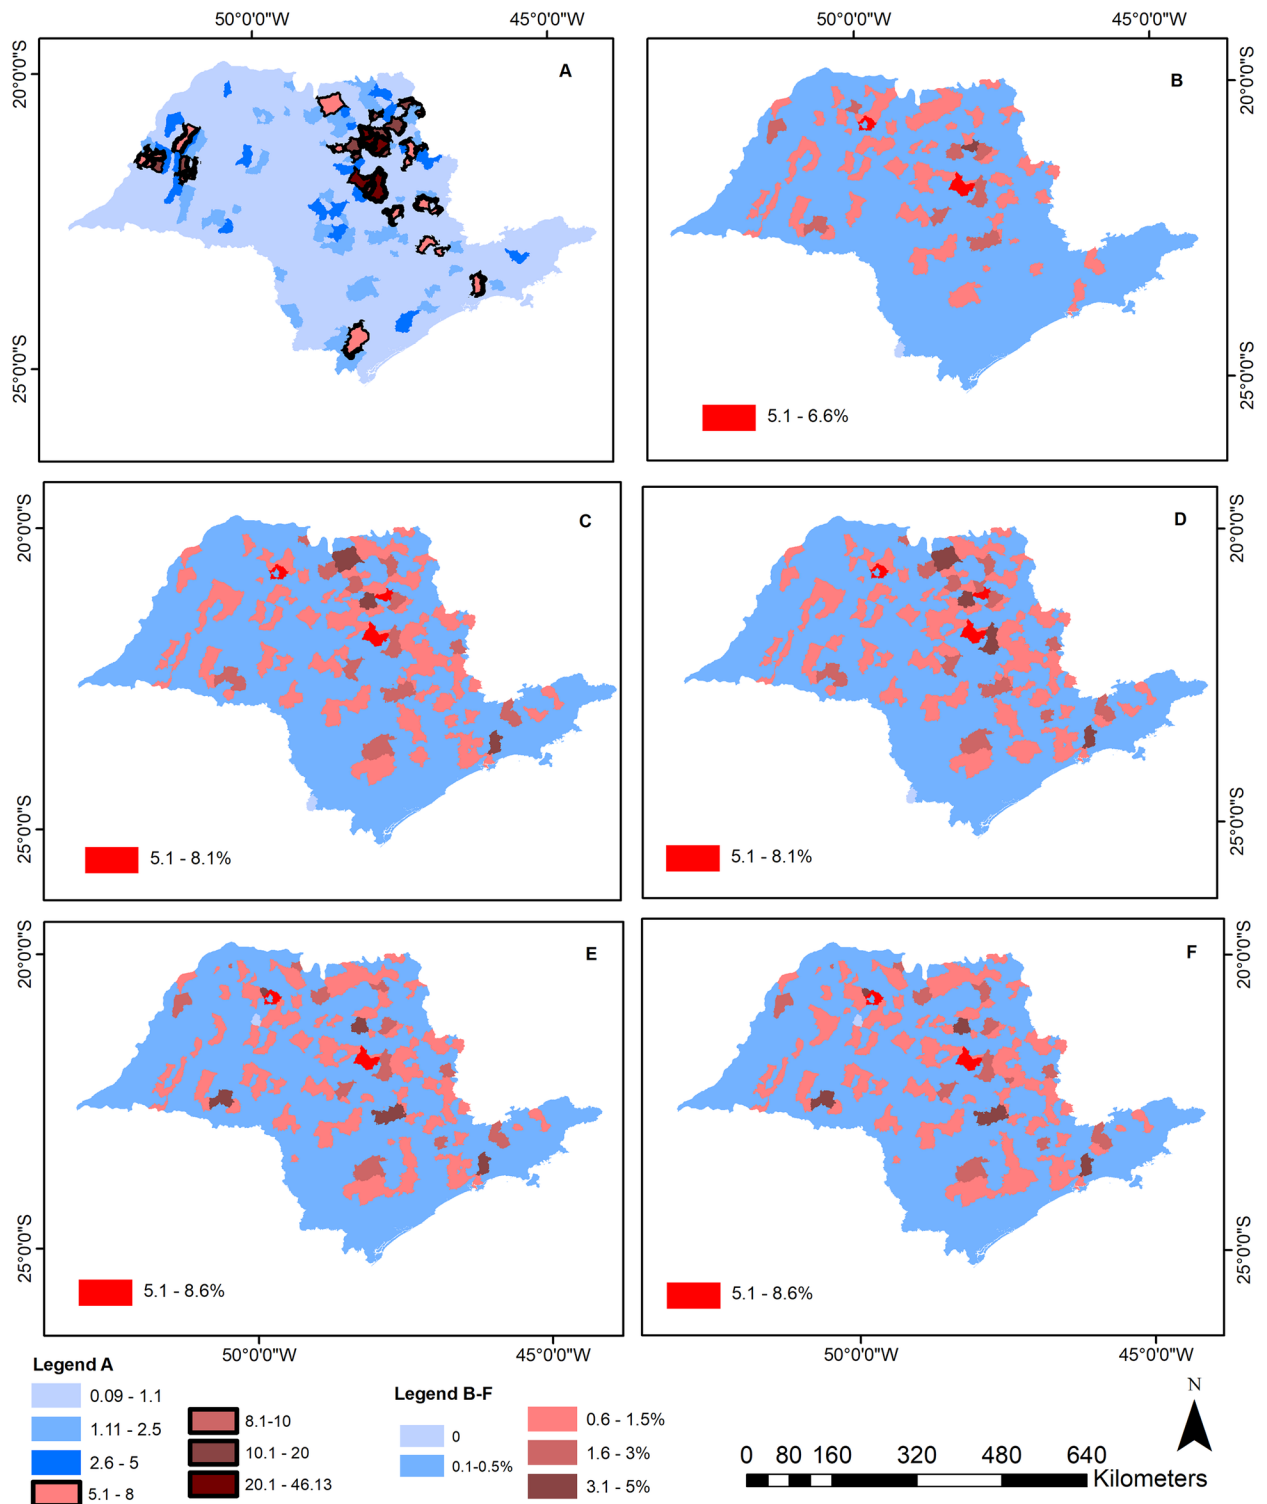 50°0'0"W 45°0'0"W 50°0'0"W 45°0'0"W
20°0'0"S
25°0'0"S
A
20°0'0"S
25°0'0"S
B
5.1 - 6.6%
20°0'0"S
25°0'0"S
C
5.1 - 8.1%
20°0'0"S
25°0'0"S
D
5.1 - 8.1%
20°0'0"S
25°0'0"S
E
5.1 - 8.6%
20°0'0"S
25°0'0"S
F
5.1 - 8.6%
50°0'0"W 45°0'0"W 50°0'0"W 45°0'0"W
Legend A
0.09 - 1.1
1.11 - 2.5
2.6 - 5
5.1 - 8
8.1-10
10.1 - 20
20.1 - 46.13
Legend B-F
0
0.1-0.5%
0.6 - 1.5%
1.6 - 3%
3.1 - 5%
N
0 80 160 320 480 640
Kilometers